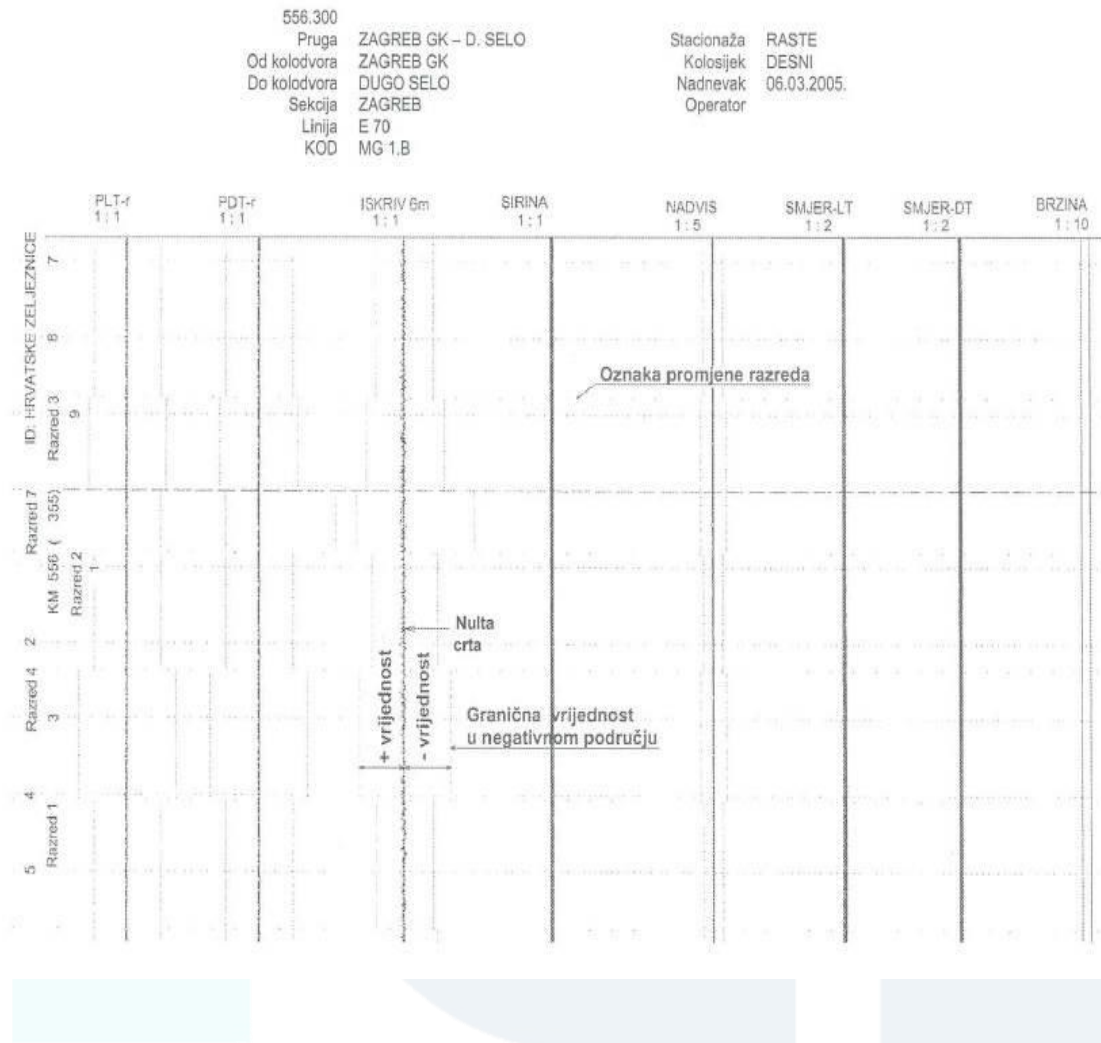 556.300
Pruga ZAGREB GK – D. SELO
Od kolodvora ZAGREB GK
Do kolodvora DUGO SELO
Sekcija ZAGREB
Linija E 70
KOD MG 1,B
Stacionaža RASTE
Kolosijek DESNI
Nadnevak 06.03.2005.
Operator
PLT-r
1 : 1
PDT-r
1 : 1
ISKRIV 6m
1 : 1
SIRINA
1 : 1
NADVIS
1 : 5
SMJER-LT
1 : 2
SMJER-DT
1 : 2
BRZINA
1 : 10
ID: HRVATSKE ZELJEZNICE
7
8
Razred 3
9
Razred 7
KM 556 ( 355)
Razred 2
1
2
Razred 4
3
4
Razred 1
5
Oznaka promjene razreda
Nulta
crta
+ vrijednost
- vrijednost
Granična vrijednost
u negativnom području